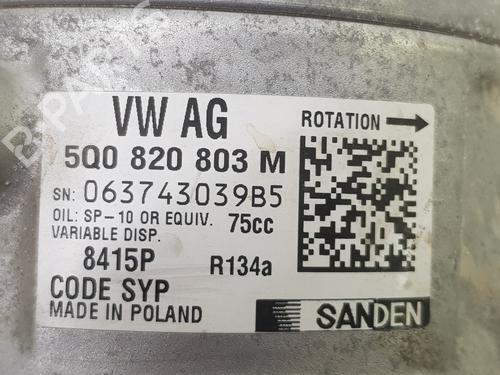 VW AG
ROTATION
5Q0 820 803 M
SN: 063743039B5
OIL: SP-10 OR EQUIV. 75cc
VARIABLE DISP.
8415P R134a
CODE SYP
MADE IN POLAND
SANDEN